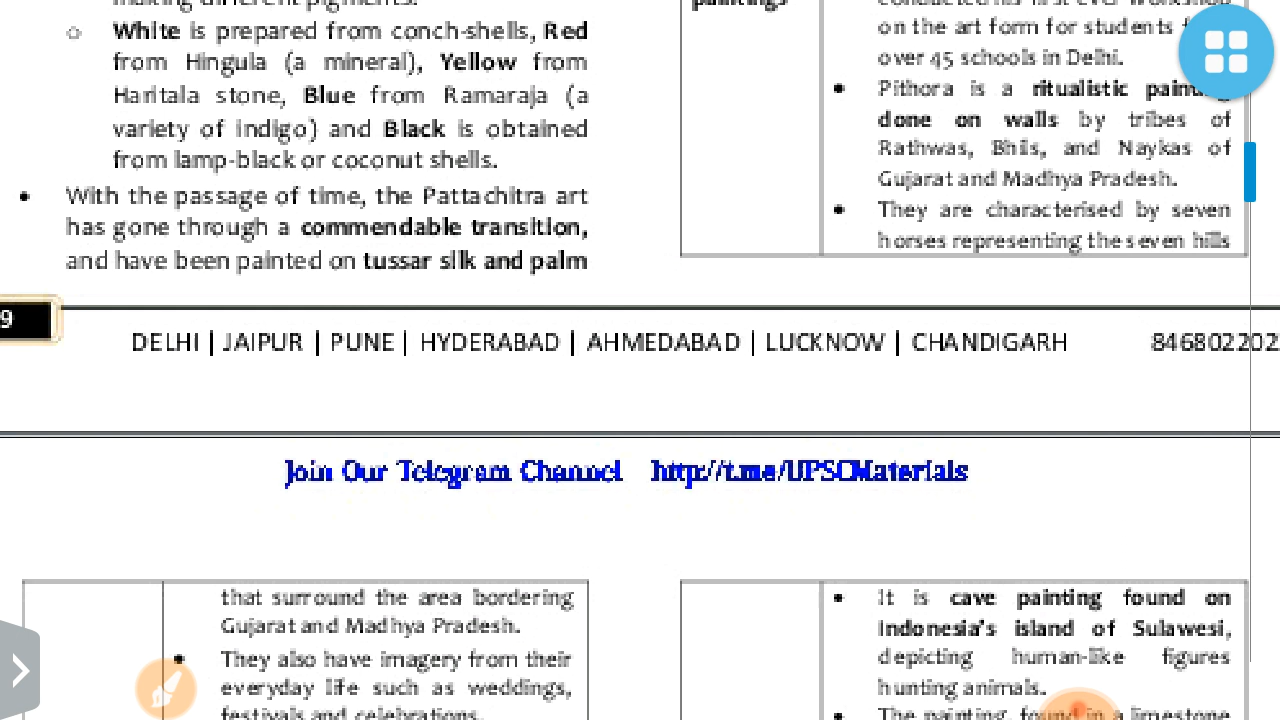 making different pigments.
○ White is prepared from conch-shells, Red
from Hingula (a mineral), Yellow from
Haritala stone, Blue from Ramaraja (a
variety of indigo) and Black is obtained
from lamp-black or coconut shells.
• With the passage of time, the Pattachitra art
has gone through a commendable transition,
and have been painted on tussar silk and palm
paintings
conducted his first ever workshop
on the art form for students
over 45 schools in Delhi.
• Pithora is a ritualistic painting
done on walls by tribes of
Rathwas, Bhils, and Naykas of
Gujarat and Madhya Pradesh.
• They are characterised by seven
horses representing the seven hills
9
DELHI | JAIPUR | PUNE | HYDERABAD | AHMEDABAD | LUCKNOW | CHANDIGARH 846802202
Join Our Telegram Channel http://t.me/UPSCMaterials
that surround the area bordering
Gujarat and Madhya Pradesh.
• They also have imagery from their
everyday life such as weddings,
festivals and celebrations.
• It is cave painting found on
Indonesia's island of Sulawesi,
depicting human-like figures
hunting animals.
• The painting, found in a limestone